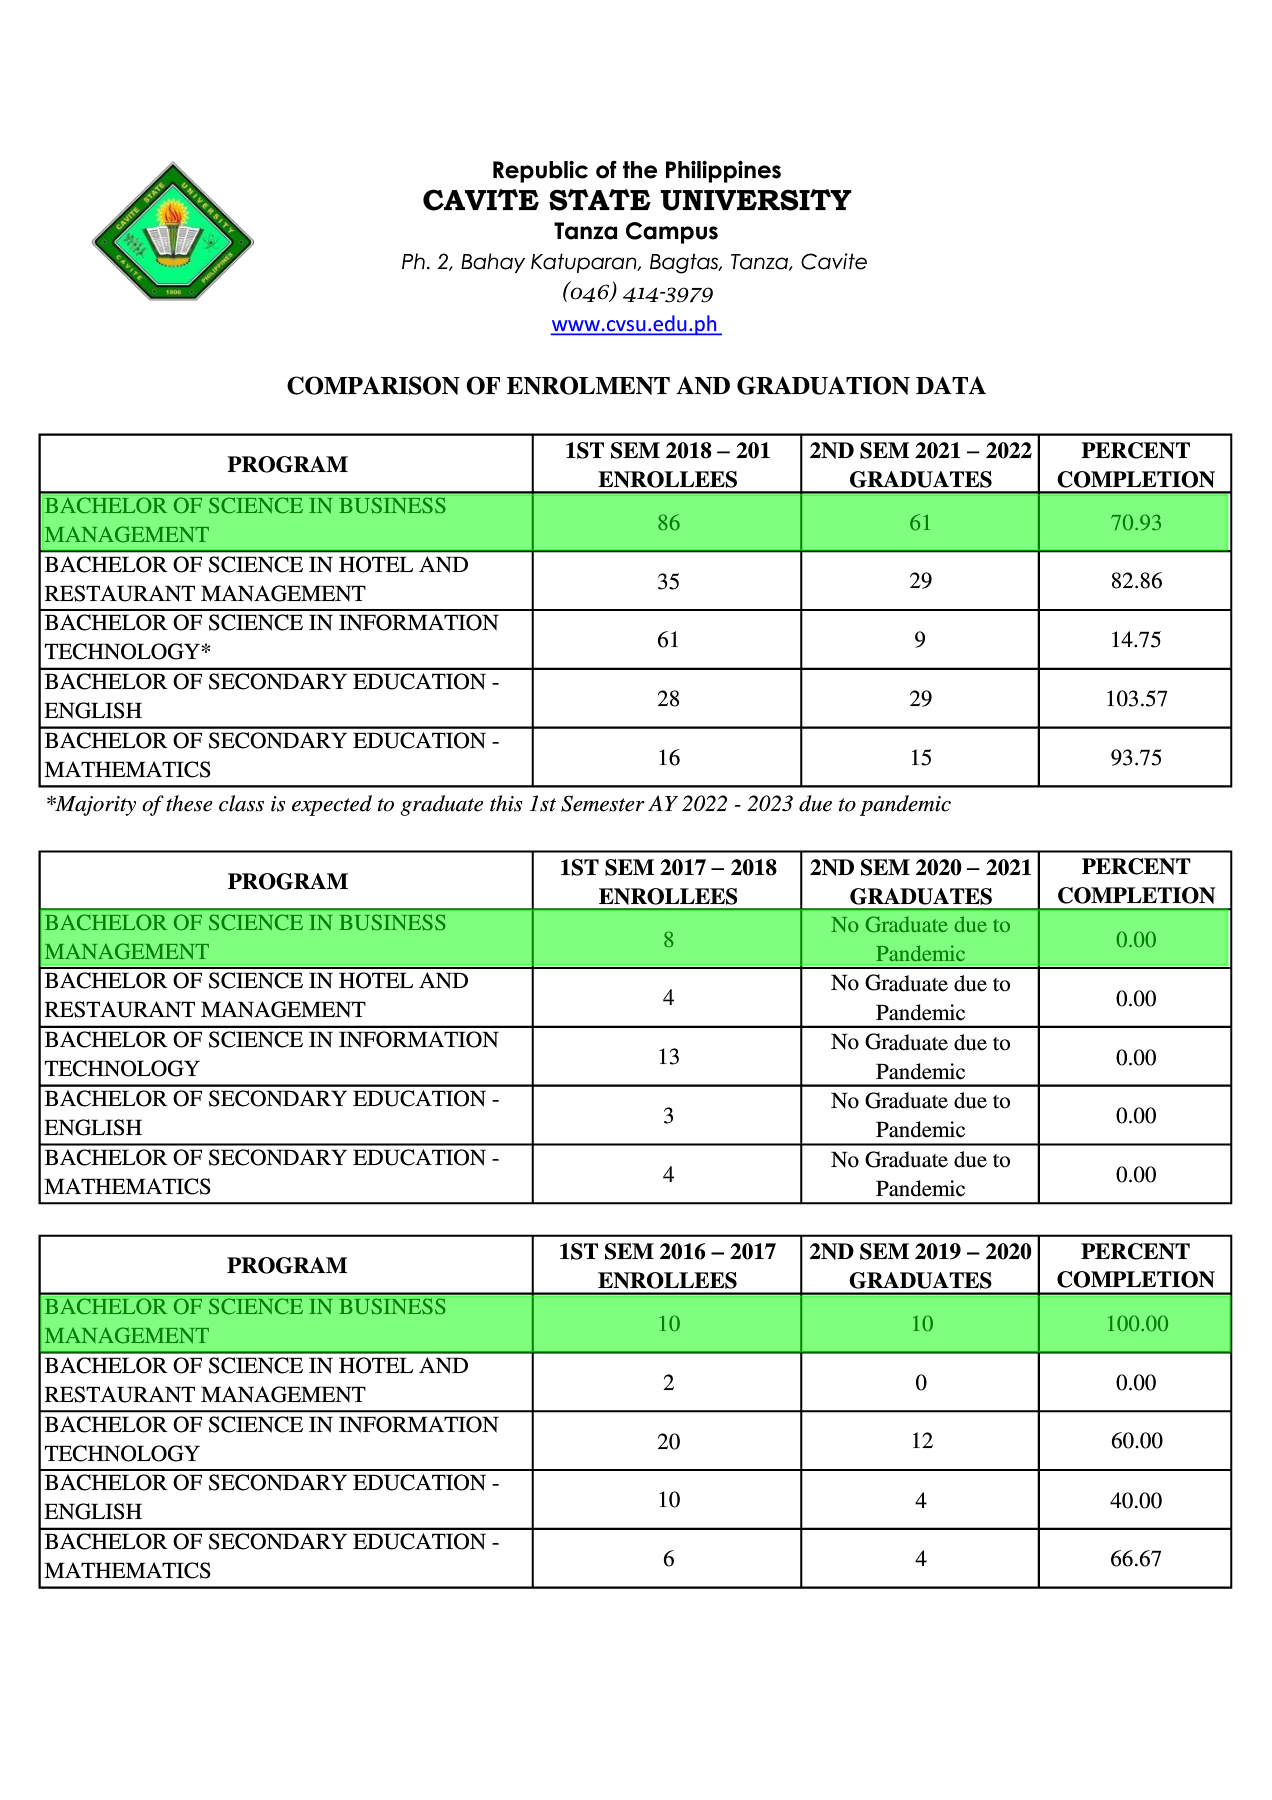 Republic of the Philippines
CAVITE STATE UNIVERSITY
Tanza Campus
Ph. 2, Bahay Katuparan, Bagtas, Tanza, Cavite
(046) 414-3979
www.cvsu.edu.ph
CAVITE STATE UNIVERSITY
CAVITE
PHILIPPINES
1906
COMPARISON OF ENROLMENT AND GRADUATION DATA
PROGRAM
1ST SEM 2018 – 201
ENROLLEES
2ND SEM 2021 – 2022
GRADUATES
PERCENT
COMPLETION
BACHELOR OF SCIENCE IN BUSINESS
MANAGEMENT
86
61
70.93
BACHELOR OF SCIENCE IN HOTEL AND
RESTAURANT MANAGEMENT
35
29
82.86
BACHELOR OF SCIENCE IN INFORMATION
TECHNOLOGY*
61
9
14.75
BACHELOR OF SECONDARY EDUCATION -
ENGLISH
28
29
103.57
BACHELOR OF SECONDARY EDUCATION -
MATHEMATICS
16
15
93.75
*Majority of these class is expected to graduate this 1st Semester AY 2022 - 2023 due to pandemic
PROGRAM
1ST SEM 2017 – 2018
ENROLLEES
2ND SEM 2020 – 2021
GRADUATES
PERCENT
COMPLETION
BACHELOR OF SCIENCE IN BUSINESS
MANAGEMENT
8
No Graduate due to
Pandemic
0.00
BACHELOR OF SCIENCE IN HOTEL AND
RESTAURANT MANAGEMENT
4
No Graduate due to
Pandemic
0.00
BACHELOR OF SCIENCE IN INFORMATION
TECHNOLOGY
13
No Graduate due to
Pandemic
0.00
BACHELOR OF SECONDARY EDUCATION -
ENGLISH
3
No Graduate due to
Pandemic
0.00
BACHELOR OF SECONDARY EDUCATION -
MATHEMATICS
4
No Graduate due to
Pandemic
0.00
PROGRAM
1ST SEM 2016 – 2017
ENROLLEES
2ND SEM 2019 – 2020
GRADUATES
PERCENT
COMPLETION
BACHELOR OF SCIENCE IN BUSINESS
MANAGEMENT
10
10
100.00
BACHELOR OF SCIENCE IN HOTEL AND
RESTAURANT MANAGEMENT
2
0
0.00
BACHELOR OF SCIENCE IN INFORMATION
TECHNOLOGY
20
12
60.00
BACHELOR OF SECONDARY EDUCATION -
ENGLISH
10
4
40.00
BACHELOR OF SECONDARY EDUCATION -
MATHEMATICS
6
4
66.67